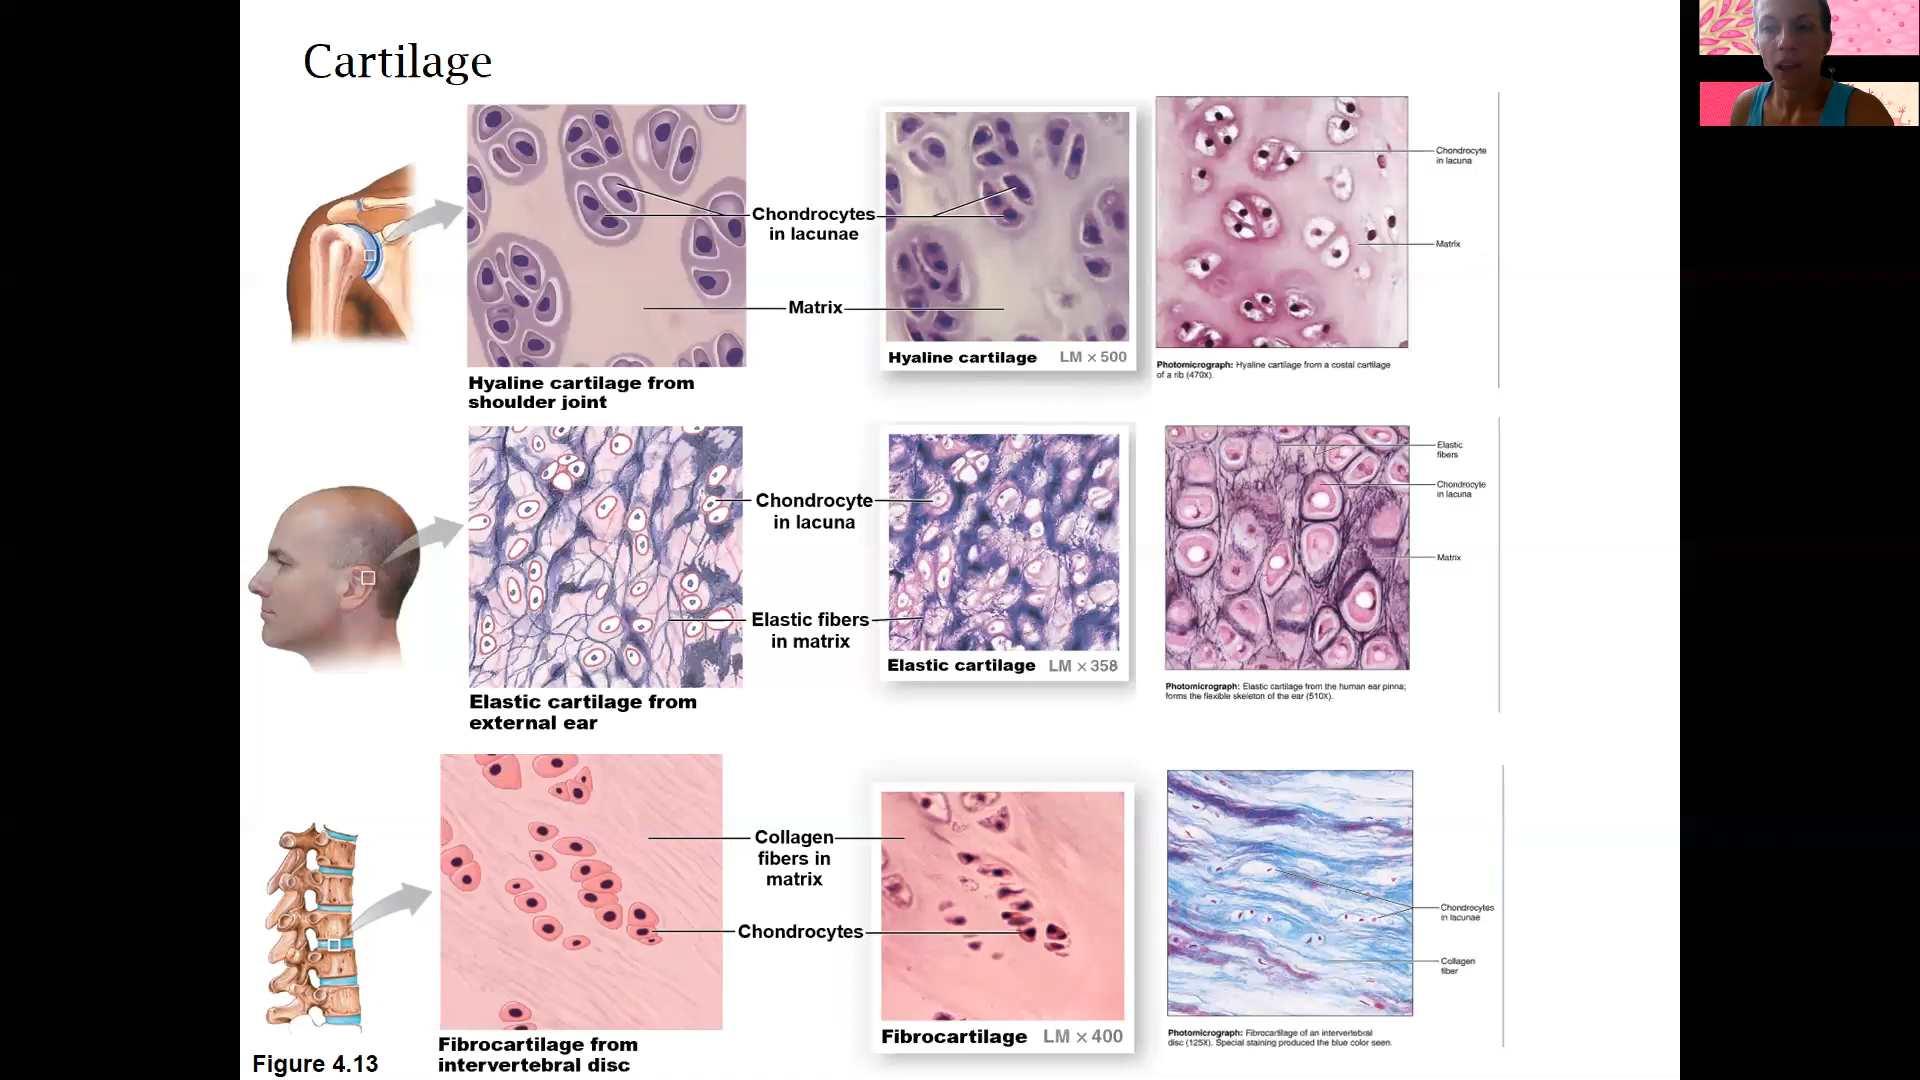 Cartilage
Chondrocytes
in lacunae
Matrix
Hyaline cartilage from
shoulder joint
Hyaline cartilage LM × 500
Chondrocyte
in lacuna
Matrix
Photomicrograph: Hyaline cartilage from a costal cartilage
of a rib (470X).
Chondrocyte
in lacuna
Elastic fibers
in matrix
Elastic cartilage from
external ear
Elastic cartilage LM × 358
Elastic
fibers
Chondrocyte
in lacuna
Matrix
Photomicrograph: Elastic cartilage from the human ear pinna;
forms the flexible skeleton of the ear (510X).
Collagen
fibers in
matrix
Chondrocytes
Fibrocartilage from
intervertebral disc
Fibrocartilage LM × 400
Chondrocytes
in lacunae
Collagen
fiber
Photomicrograph: Fibrocartilage of an intervertebral
disc (125X). Special staining produced the blue color seen.
Figure 4.13